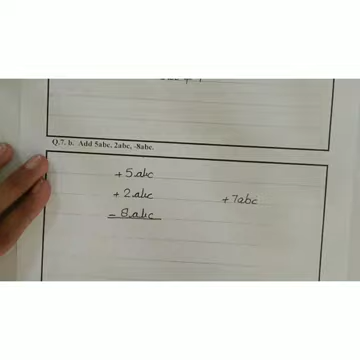 Q.7. b. Add 5abc, 2abc, -8abc.
+ 5abc
+ 2abc +7abc
- 8abc